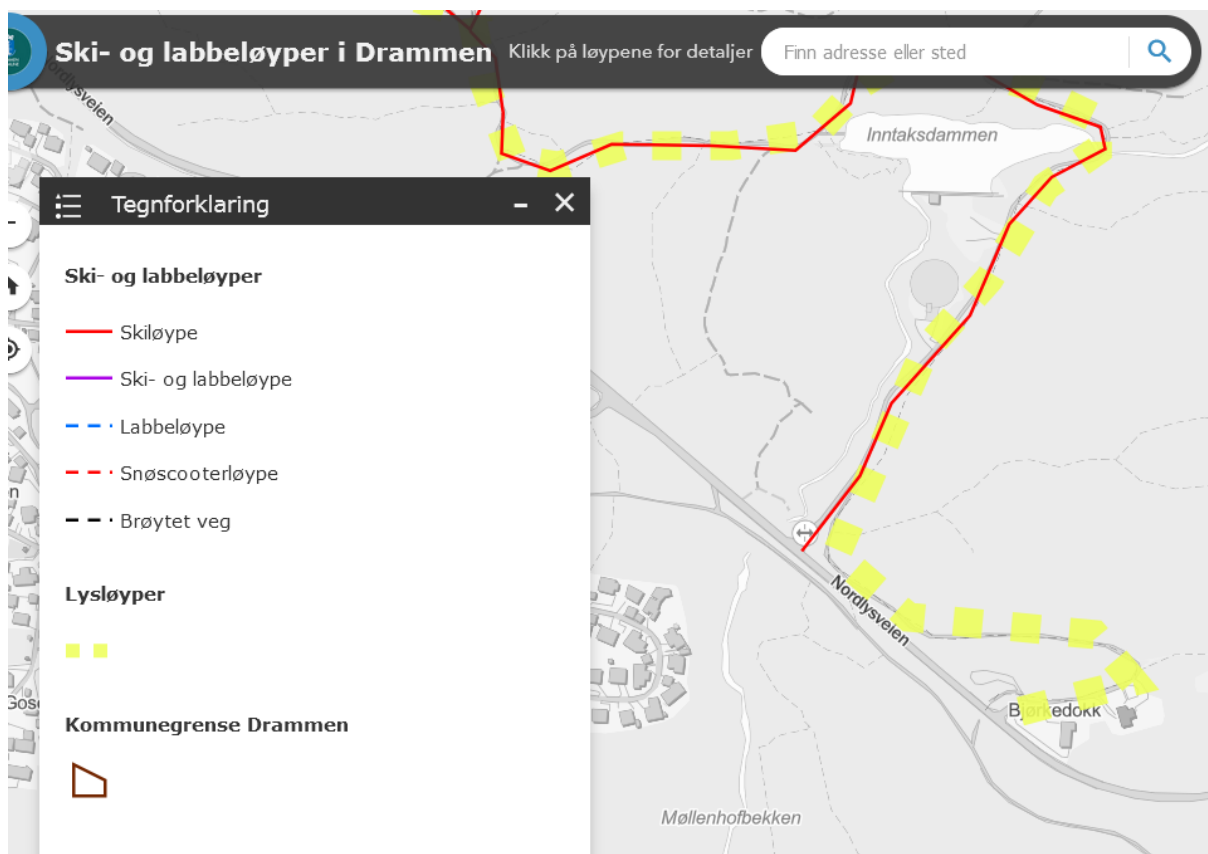 Ski- og labbeløyper i Drammen
Klikk på løypene for detaljer
Finn adresse eller sted
Nordlysveien
Inntaksdammen
Tegnforklaring
Ski- og labbeløyper
Skiløype
Ski- og labbeløype
Labbeløype
Snøscooterløype
Brøytet veg
Lysløyper
Kommunegrense Drammen
Nordlysveien
Bjørkedokk
Møllenhofbekken